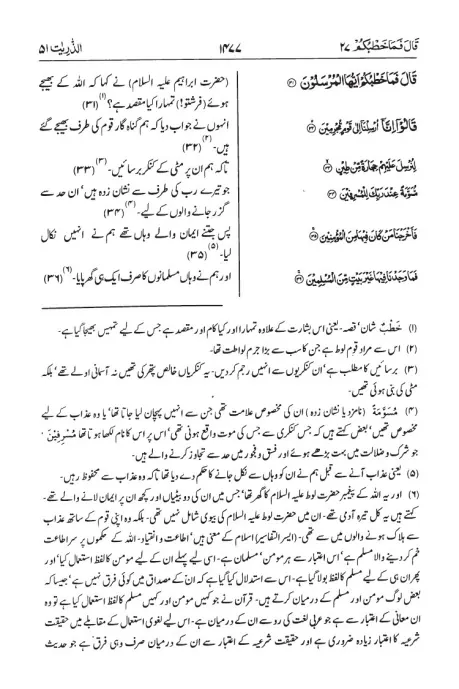 قَالَ فَمَا خَطْبُكُمْ ٢٧
١٤٧٧
الذّٰریٰت ٥١
قَالَ فَمَا خَطْبُكُمْ اَيُّهَا الْمُرْسَلُوْنَ ۝
(حضرت ابراہیم علیہ السلام) نے کہا کہ اللہ کے بھیجے
ہوئے (فرشتو!) تمہارا کیا مقصد ہے؟ (۱) (۳۱)
قَالُوْٓا اِنَّآ اُرْسِلْنَآ اِلٰى قَوْمٍ مُّجْرِمِيْنَ ۝
انہوں نے جواب دیا کہ ہم گناہ گار قوم کی طرف بھیجے گئے
ہیں۔ (۲) (۳۲)
لِنُرْسِلَ عَلَيْهِمْ حِجَارَةً مِّنْ طِيْنٍ ۝
تاکہ ہم ان پر مٹی کے کنکر برسائیں۔ (۳) (۳۳)
مُّسَوَّمَةً عِنْدَ رَبِّكَ لِلْمُسْرِفِيْنَ ۝
جو تیرے رب کی طرف سے نشان زدہ ہیں' ان حد سے
گزر جانے والوں کے لیے۔ (۴) (۳۴)
فَاَخْرَجْنَا مَنْ كَانَ فِيْهَا مِنَ الْمُؤْمِنِيْنَ ۝
پس جتنے ایمان والے وہاں تھے ہم نے انہیں نکال
لیا۔ (۵) (۳۵)
فَمَا وَجَدْنَا فِيْهَا غَيْرَ بَيْتٍ مِّنَ الْمُسْلِمِيْنَ ۝
اور ہم نے وہاں مسلمانوں کا صرف ایک ہی گھر پایا۔ (۶) (۳۶)
(۱) خَطْبٌ شان' قصہ۔ یعنی اس بشارت کے علاوہ تمہارا اور کیا کام اور مقصد ہے جس کے لیے تمہیں بھیجا گیا ہے۔
(۲) اس سے مراد قوم لوط ہے جن کا سب سے بڑا جرم لواطت تھا۔
(۳) برسائیں کا مطلب ہے' ان کنکریوں سے انہیں رجم کر دیں۔ یہ کنکریاں خالص پتھر کی تھیں نہ آسمانی اولے تھے' بلکہ
مٹی کی بنی ہوئی تھیں۔
(۴) مُسَوَّمَةً (نامزد یا نشان زدہ) ان کی مخصوص علامت تھی جن سے انہیں پہچان لیا جاتا تھا' یا وہ عذاب کے لیے
مخصوص تھیں' بعض کہتے ہیں کہ جس کنکری سے جس کی موت واقع ہونی تھی' اس پر اس کا نام لکھا ہوتا تھا مُسْرِفِيْنَ'
جو شرک و ضلالت میں بہت بڑھے ہوئے اور فسق و فجور میں حد سے تجاوز کرنے والے ہیں۔
(۵) یعنی عذاب آنے سے قبل ہم نے ان کو وہاں سے نکل جانے کا حکم دے دیا تھا تاکہ وہ عذاب سے محفوظ رہیں۔
(۶) اور یہ اللہ کے پیغمبر حضرت لوط علیہ السلام کا گھر تھا' جس میں ان کی دو بیٹیاں اور کچھ ان پر ایمان لانے والے تھے۔
کہتے ہیں یہ کل تیرہ آدمی تھے۔ ان میں حضرت لوط علیہ السلام کی بیوی شامل نہیں تھی۔ بلکہ وہ اپنی قوم کے ساتھ عذاب
سے ہلاک ہونے والوں میں سے تھی۔ (ایسر التفاسیر) اسلام کے معنی ہیں' اطاعت و انقیاد۔ اللہ کے حکموں پر سر اطاعت
خم کر دینے والا مسلم ہے' اس اعتبار سے ہر مومن' مسلمان ہے۔ اسی لیے پہلے ان کے لیے مومن کا لفظ استعمال کیا' اور
پھر ان ہی کے لیے مسلم کا لفظ بولا گیا ہے۔ اس سے استدلال کیا گیا ہے کہ ان کے مصداق میں کوئی فرق نہیں ہے' جیسا کہ
بعض لوگ مومن اور مسلم کے درمیان کرتے ہیں۔ قرآن نے جو کہیں مومن اور کہیں مسلم کا لفظ استعمال کیا ہے تو وہ
ان معانی کے اعتبار سے ہے جو عربی لغت کی رو سے ان کے درمیان ہے۔ اس لیے لغوی استعمال کے مقابلے میں حقیقت
شرعیہ کا اعتبار زیادہ ضروری ہے اور حقیقت شرعیہ کے اعتبار سے ان کے درمیان صرف وہی فرق ہے جو حدیث